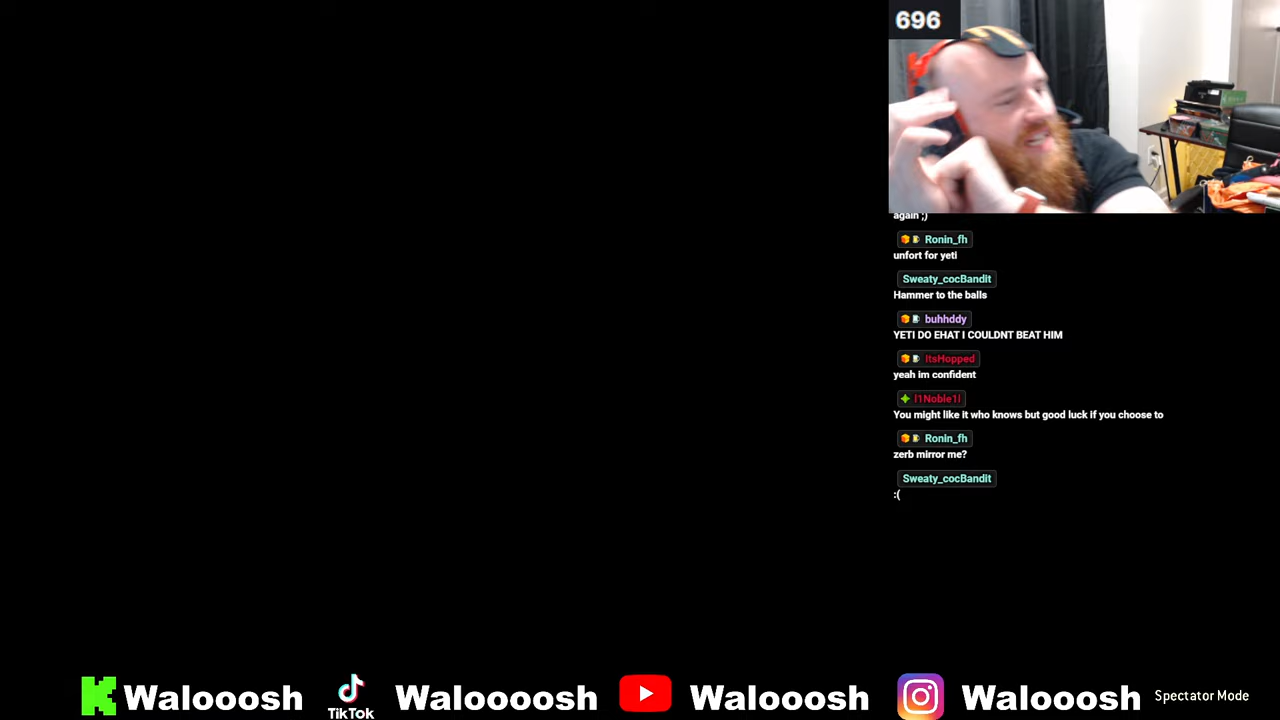 696
again ;)
Ronin_fh
unfort for yeti
Sweaty_cocBandit
Hammer to the balls
buhhddy
YETI DO EHAT I COULDNT BEAT HIM
ItsHopped
yeah im confident
l1Noble1l
You might like it who knows but good luck if you choose to
Ronin_fh
zerb mirror me?
Sweaty_cocBandit
:(
Walooosh
TikTok
Waloooosh
Walooosh
Walooosh
Spectator Mode